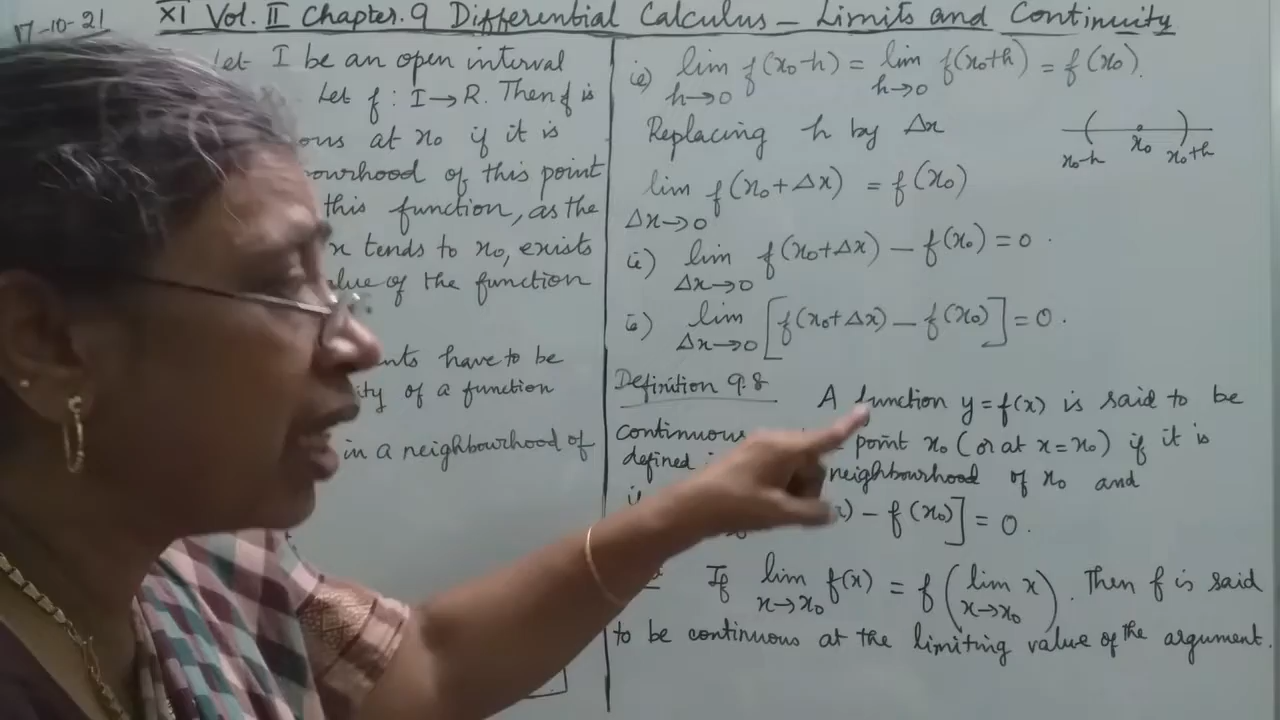 17-10-21 XI Vol. II Chapter. 9 Differential Calculus – Limits and Continuity
Let I be an open interval
Let f : I → R. Then f is
at x₀ if it is
of this point
this function, as the
x tends to x₀, exists
of the function
have to be
of a function
in a neighbourhood of
ie) lim f(x₀-h) = lim f(x₀+h) = f(x₀).
h→0 h→0
Replacing h by Δx
x₀-h x₀ x₀+h
lim f(x₀+Δx) = f(x₀)
Δx→0
ie) lim f(x₀+Δx) – f(x₀) = 0.
Δx→0
ie) lim [f(x₀+Δx) – f(x₀)] = 0.
Δx→0
Definition 9.8
A function y = f(x) is said to be
continuous point x₀ (or at x = x₀) if it is
defined neighbourhood of x₀ and
) – f(x₀)] = 0.
If lim f(x) = f (lim x). Then f is said
x→x₀ x→x₀
to be continuous at the limiting value of the argument.